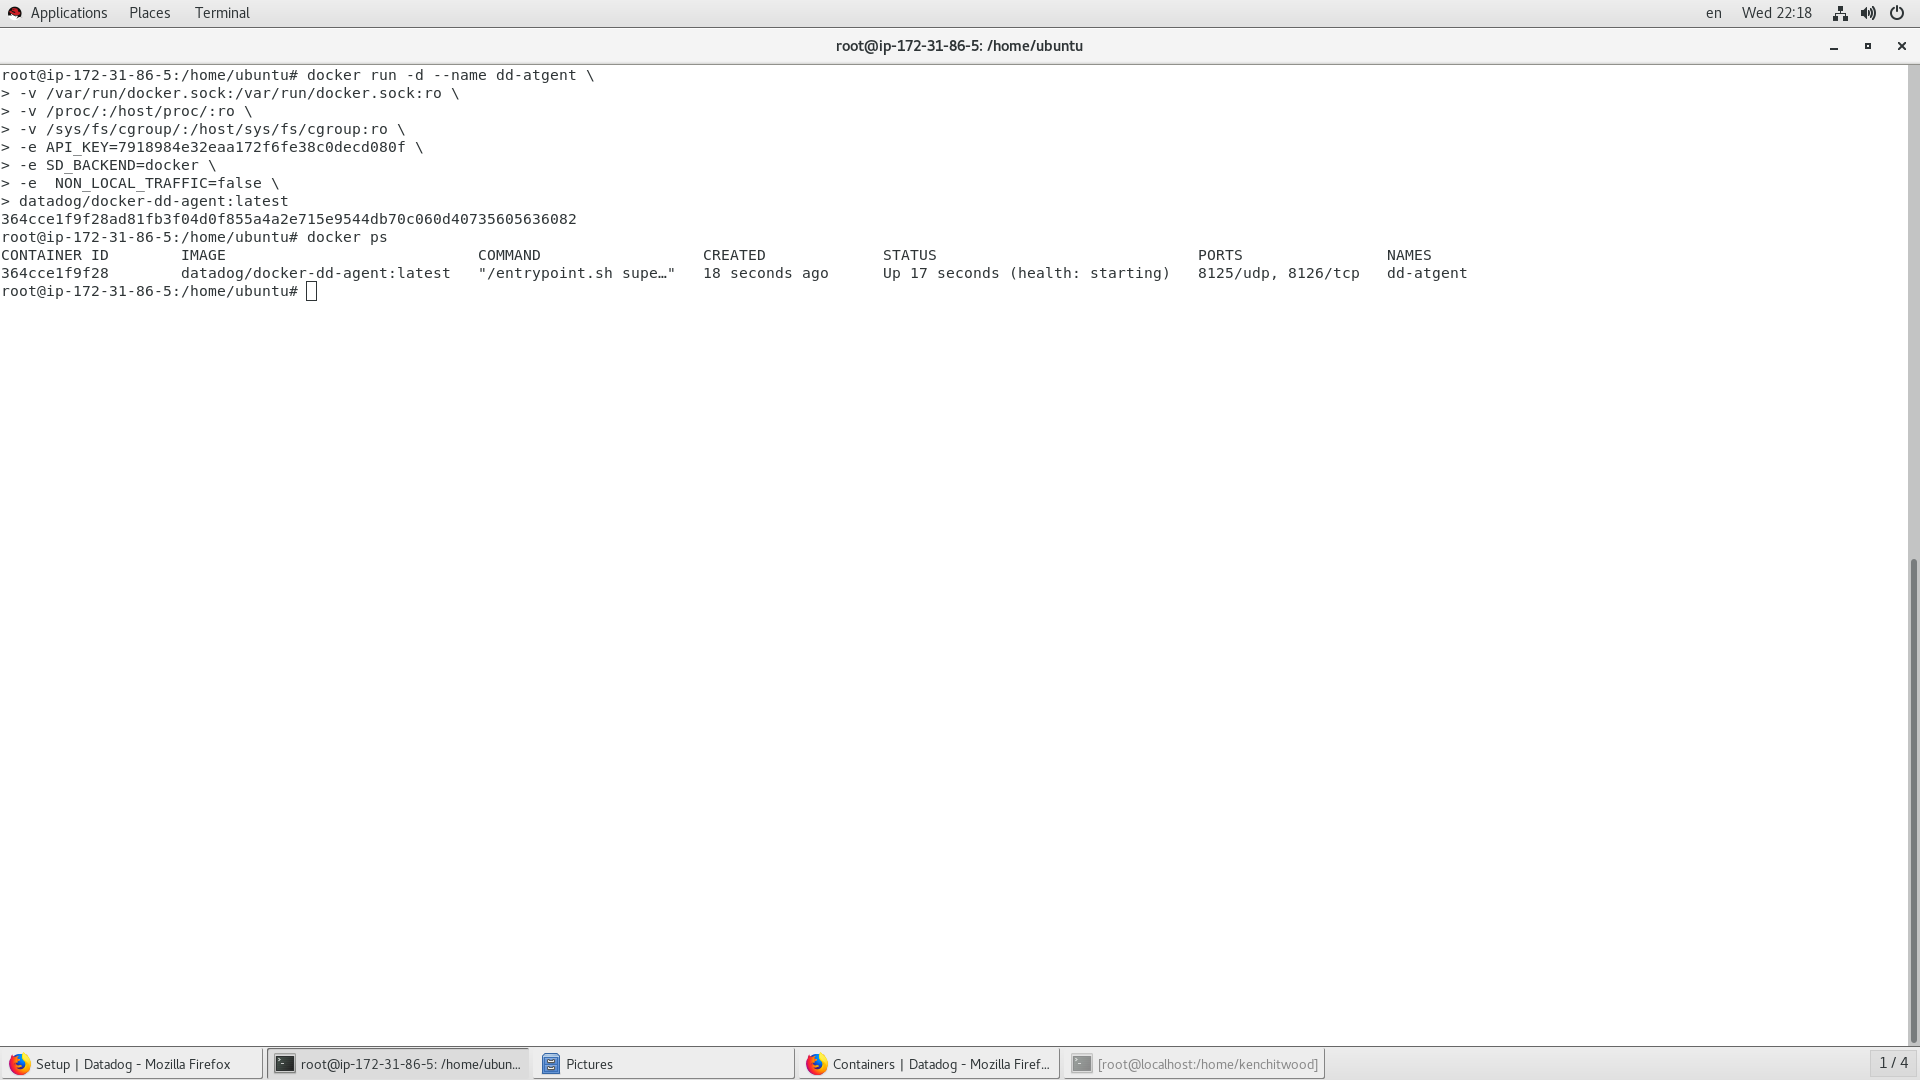 Applications Places Terminal en Wed 22:18
root@ip-172-31-86-5: /home/ubuntu
root@ip-172-31-86-5:/home/ubuntu# docker run -d --name dd-atgent \
> -v /var/run/docker.sock:/var/run/docker.sock:ro \
> -v /proc/:/host/proc/:ro \
> -v /sys/fs/cgroup/:/host/sys/fs/cgroup:ro \
> -e API_KEY=7918984e32eaa172f6fe38c0decd080f \
> -e SD_BACKEND=docker \
> -e  NON_LOCAL_TRAFFIC=false \
> datadog/docker-dd-agent:latest
364cce1f9f28ad81fb3f04d0f855a4a2e715e9544db70c060d40735605636082
root@ip-172-31-86-5:/home/ubuntu# docker ps
CONTAINER ID        IMAGE                            COMMAND                  CREATED             STATUS                             PORTS                NAMES
364cce1f9f28        datadog/docker-dd-agent:latest   "/entrypoint.sh supe…"   18 seconds ago      Up 17 seconds (health: starting)   8125/udp, 8126/tcp   dd-atgent
root@ip-172-31-86-5:/home/ubuntu#
Setup | Datadog - Mozilla Firefox root@ip-172-31-86-5: /home/ubun... Pictures Containers | Datadog - Mozilla Firef... [root@localhost:/home/kenchitwood] 1 / 4